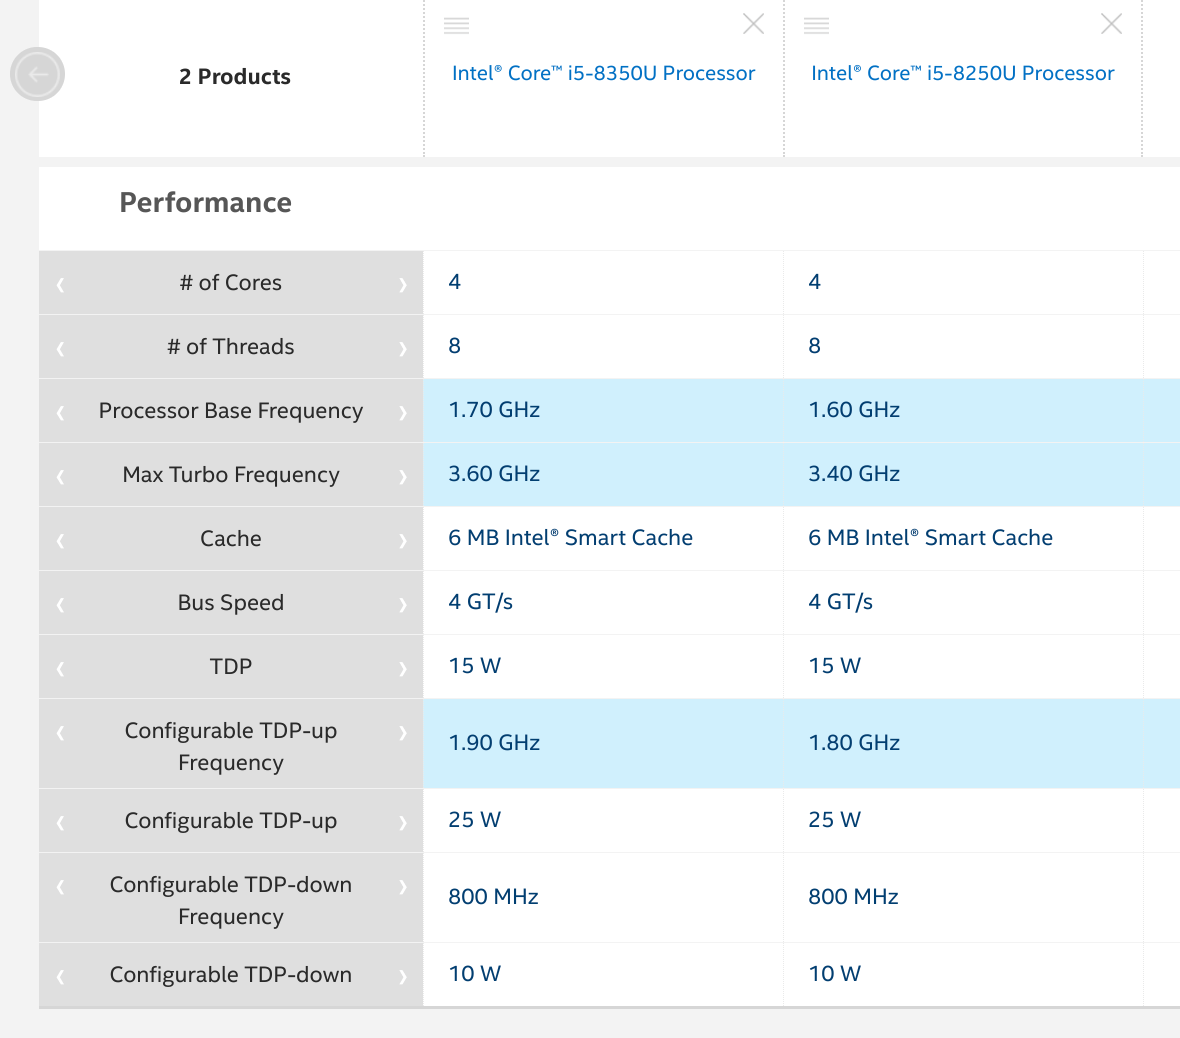 2 Products
Intel® Core™ i5-8350U Processor
Intel® Core™ i5-8250U Processor
Performance
# of Cores 4 4
# of Threads 8 8
Processor Base Frequency 1.70 GHz 1.60 GHz
Max Turbo Frequency 3.60 GHz 3.40 GHz
Cache 6 MB Intel® Smart Cache 6 MB Intel® Smart Cache
Bus Speed 4 GT/s 4 GT/s
TDP 15 W 15 W
Configurable TDP-up
Frequency 1.90 GHz 1.80 GHz
Configurable TDP-up 25 W 25 W
Configurable TDP-down
Frequency 800 MHz 800 MHz
Configurable TDP-down 10 W 10 W